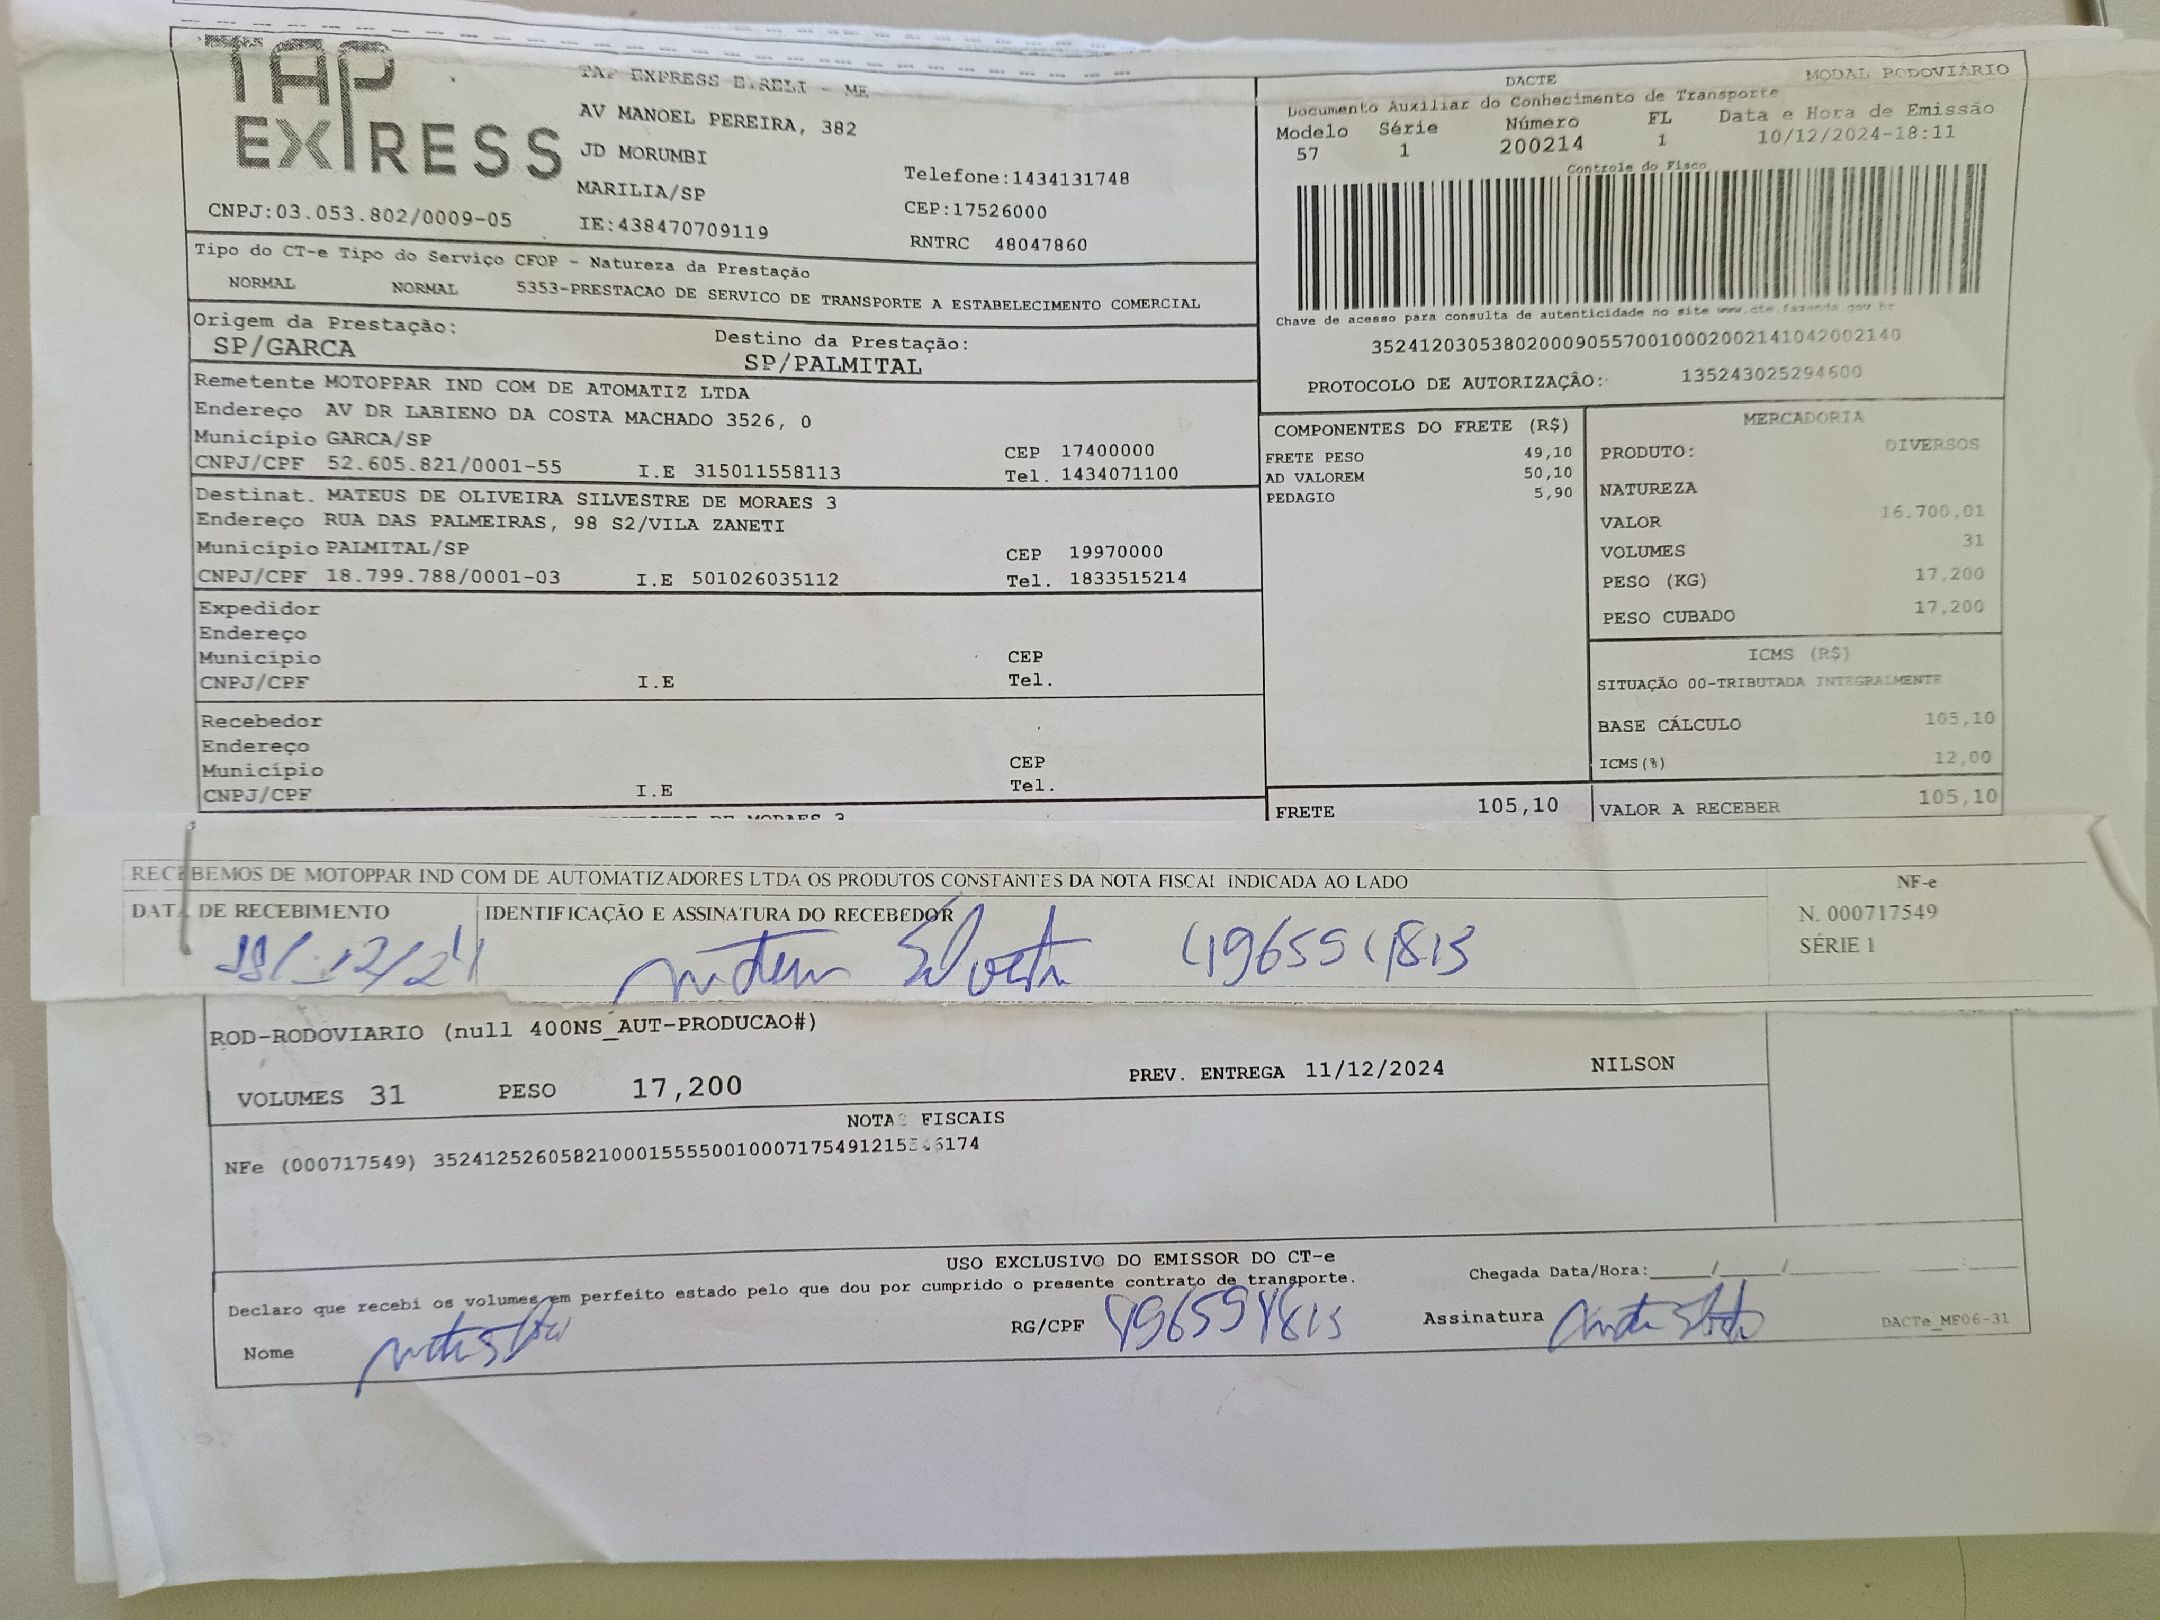 TAP
EXPRESS
TAP EXPRESS EIRELI - ME
AV MANOEL PEREIRA, 382
JD MORUMBI
MARILIA/SP
Telefone:1434131748
CEP:17526000
CNPJ:03.053.802/0009-05
IE:438470709119
RNTRC 48047860
DACTE
MODAL RODOVIÁRIO
Documento Auxiliar do Conhecimento de Transporte
Modelo Série Número FL Data e Hora de Emissão
57 1 200214 1 10/12/2024-18:11
Controle do Fisco
Chave de acesso para consulta de autenticidade no site www.cte.fazenda.gov.br
35241203053802000905570010002002141042002140
PROTOCOLO DE AUTORIZAÇÃO: 135243025294600
Tipo do CT-e Tipo do Serviço CFOP - Natureza da Prestação
NORMAL NORMAL 5353-PRESTACAO DE SERVICO DE TRANSPORTE A ESTABELECIMENTO COMERCIAL
Origem da Prestação: Destino da Prestação:
SP/GARCA SP/PALMITAL
Remetente MOTOPPAR IND COM DE ATOMATIZ LTDA
Endereço AV DR LABIENO DA COSTA MACHADO 3526, 0
Município GARCA/SP CEP 17400000
CNPJ/CPF 52.605.821/0001-55 I.E 315011558113 Tel. 1434071100
Destinat. MATEUS DE OLIVEIRA SILVESTRE DE MORAES 3
Endereço RUA DAS PALMEIRAS, 98 S2/VILA ZANETI
Município PALMITAL/SP CEP 19970000
CNPJ/CPF 18.799.788/0001-03 I.E 501026035112 Tel. 1833515214
Expedidor
Endereço
Município CEP
CNPJ/CPF I.E Tel.
Recebedor
Endereço
Município CEP
CNPJ/CPF I.E Tel.
COMPONENTES DO FRETE (R$)
FRETE PESO 49,10
AD VALOREM 50,10
PEDAGIO 5,90
FRETE 105,10
MERCADORIA
PRODUTO: DIVERSOS
NATUREZA
VALOR 16.700,01
VOLUMES 31
PESO (KG) 17,200
PESO CUBADO 17,200
ICMS (R$)
SITUAÇÃO 00-TRIBUTADA INTEGRALMENTE
BASE CÁLCULO 105,10
ICMS(%) 12,00
VALOR A RECEBER 105,10
DE MORAES 3
RECEBEMOS DE MOTOPPAR IND COM DE AUTOMATIZADORES LTDA OS PRODUTOS CONSTANTES DA NOTA FISCAL INDICADA AO LADO
NF-e
DATA DE RECEBIMENTO IDENTIFICAÇÃO E ASSINATURA DO RECEBEDOR
N. 000717549
SÉRIE 1
/12/24
ROD-RODOVIARIO (null 400NS_AUT-PRODUCAO#)
VOLUMES 31 PESO 17,200 PREV. ENTREGA 11/12/2024 NILSON
NOTAS FISCAIS
NFe (000717549)
USO EXCLUSIVO DO EMISSOR DO CT-e
Declaro que recebi os volumes em perfeito estado pelo que dou por cumprido o presente contrato de transporte.
Chegada Data/Hora:____/____/________ ____:____
Nome
RG/CPF
Assinatura
DACTe_MF06-31